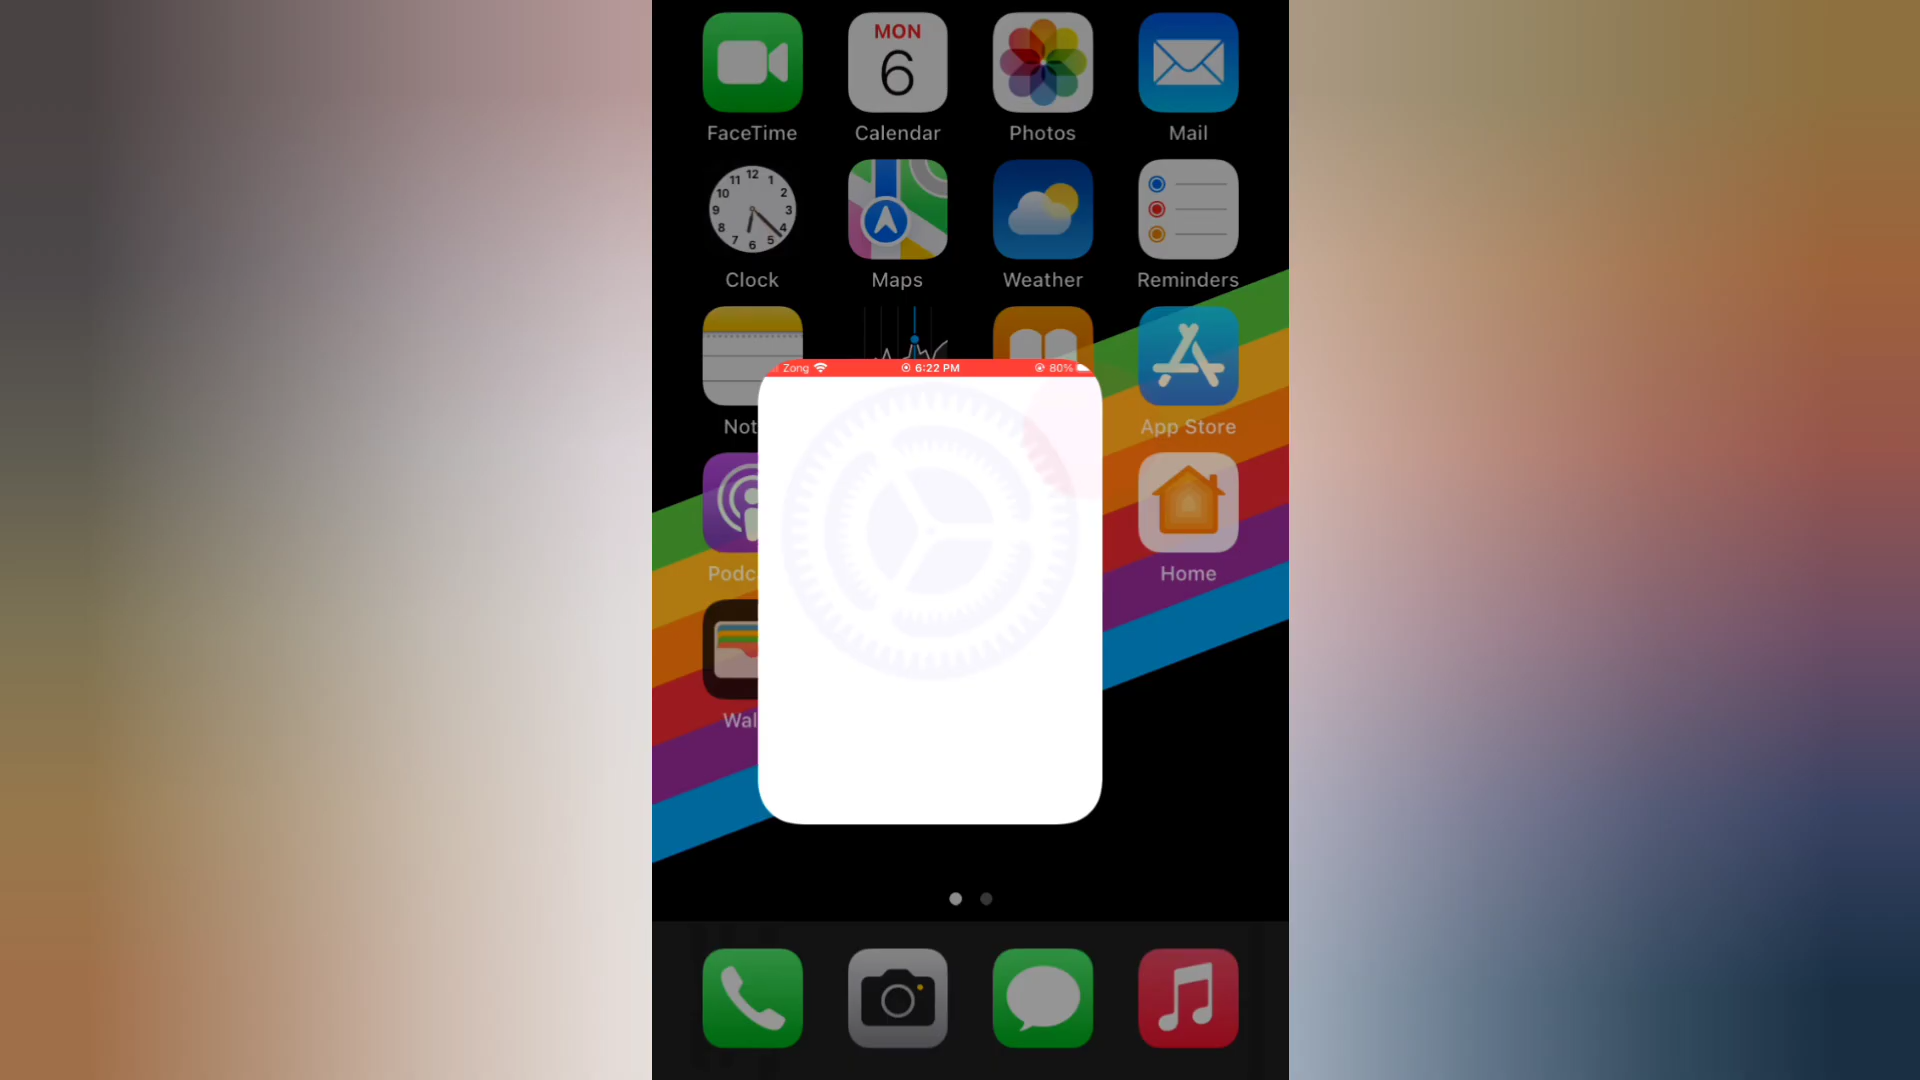 MON
6
FaceTime
Calendar
Photos
Mail
12
11
1
10
2
9
3
8
4
7
5
6
Clock
Maps
Weather
Reminders
Zong
6:22 PM
80%
Not
App Store
Podc
Home
Wal